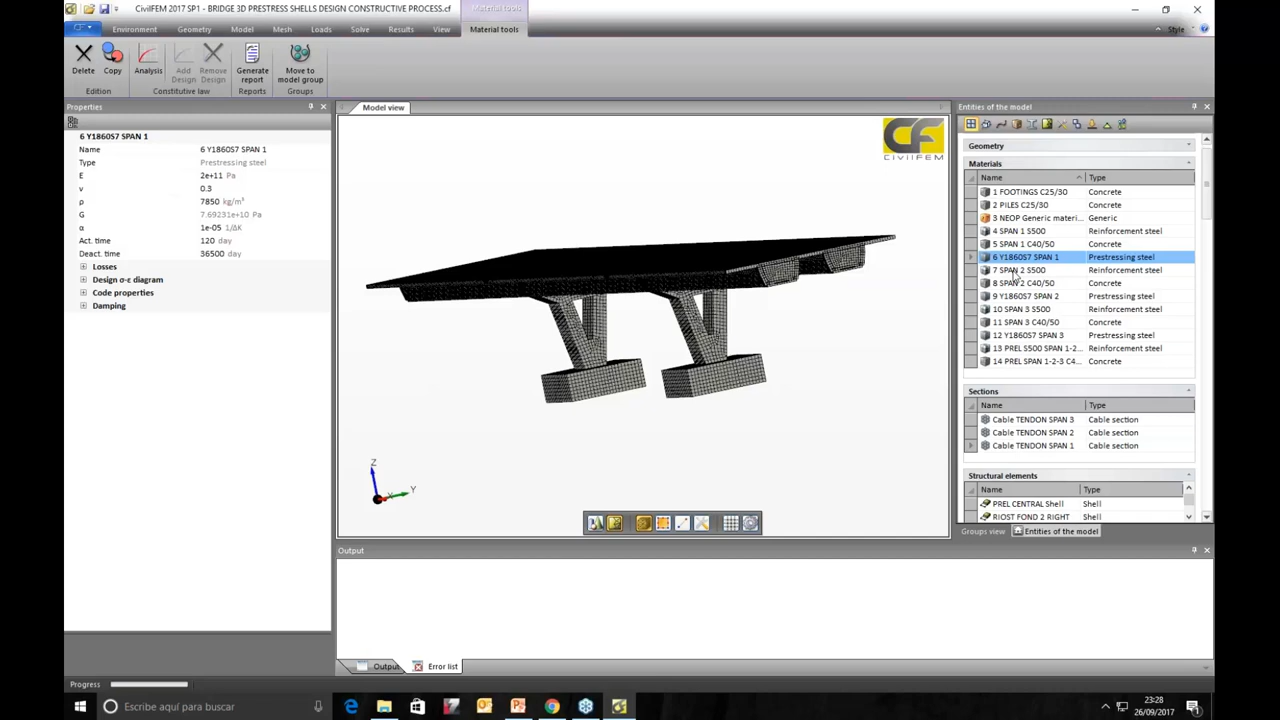 CivilFEM 2017 SP1 - BRIDGE 3D PRESTRESS SHELLS DESIGN CONSTRUCTIVE PROCESS.cf
Material tools
Environment Geometry Model Mesh Loads Solve Results View Material tools Style
Delete Copy Analysis Add Design Remove Design Generate report Move to model group
Edition Constitutive law Reports Groups
Properties
6 Y1860S7 SPAN 1
Name 6 Y1860S7 SPAN 1
Type Prestressing steel
E 2e+11 Pa
ν 0.3
ρ 7850 kg/m³
G 7.69231e+10 Pa
α 1e-05 1/ΔK
Act. time 120 day
Deact. time 36500 day
Losses
Design σ-ε diagram
Code properties
Damping
Model view
CF
CIVILFEM
Z
X
Y
Entities of the model
Geometry
Materials
Name Type
1 FOOTINGS C25/30 Concrete
2 PILES C25/30 Concrete
3 NEOP Generic materi... Generic
4 SPAN 1 S500 Reinforcement steel
5 SPAN 1 C40/50 Concrete
6 Y1860S7 SPAN 1 Prestressing steel
7 SPAN 2 S500 Reinforcement steel
8 SPAN 2 C40/50 Concrete
9 Y1860S7 SPAN 2 Prestressing steel
10 SPAN 3 S500 Reinforcement steel
11 SPAN 3 C40/50 Concrete
12 Y1860S7 SPAN 3 Prestressing steel
13 PREL S500 SPAN 1-2... Reinforcement steel
14 PREL SPAN 1-2-3 C4... Concrete
Sections
Name Type
Cable TENDON SPAN 3 Cable section
Cable TENDON SPAN 2 Cable section
Cable TENDON SPAN 1 Cable section
Structural elements
Name Type
PREL CENTRAL Shell Shell
RIOST FOND 2 RIGHT Shell
Groups view Entities of the model
Output
Output Error list
Progress
Escribe aquí para buscar
23:28
26/09/2017